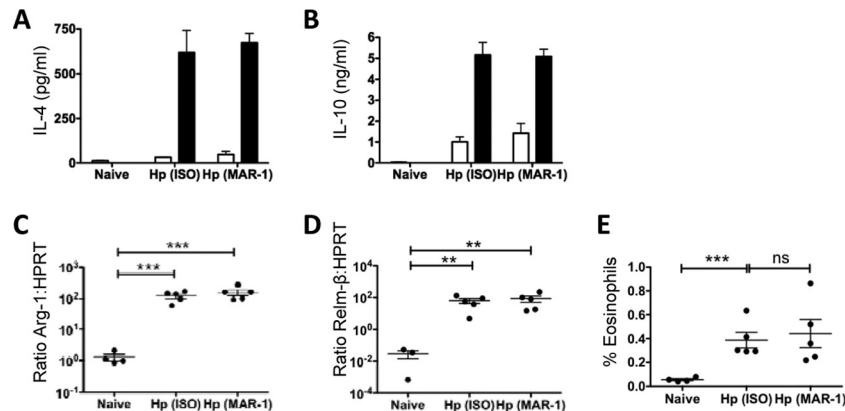 A
IL-4 (pg/ml)
750
500
250
0
Naive Hp (ISO) Hp (MAR-1)
B
IL-10 (ng/ml)
6
5
4
3
2
1
0
Naive Hp (ISO) Hp (MAR-1)
C
Ratio Arg-1:HPRT
10³
10²
10¹
10⁰
10⁻¹
***
***
Naive Hp (ISO) Hp (MAR-1)
D
Ratio Relm-β:HPRT
10⁴
10²
10⁰
10⁻²
10⁻⁴
**
**
Naive Hp (ISO) Hp (MAR-1)
E
% Eosinophils
1.0
0.8
0.6
0.4
0.2
0.0
*** ns
Naive Hp (ISO) Hp (MAR-1)